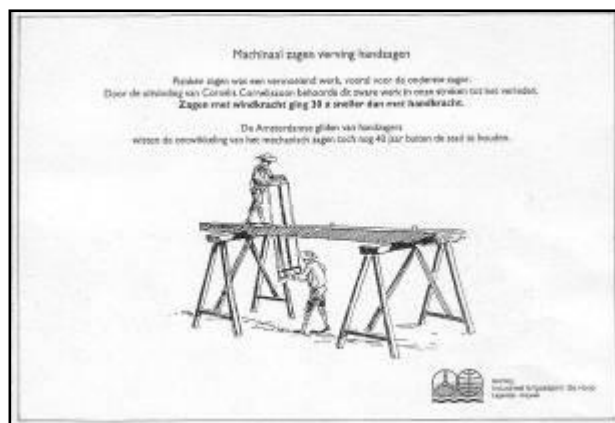 Machinaal zagen verving handzagen
Planken zagen was een vermoeiend werk, vooral voor de onderste zager.
Door de uitvinding van Cornelis Corneliszoon behoorde dit zware werk in onze streken tot het verleden.
Zagen met windkracht ging 30 x sneller dan met handkracht.
De Amsterdamse gilden van handzagers
wisten de ontwikkeling van het mechanisch zagen toch nog 40 jaar buiten de stad te houden.